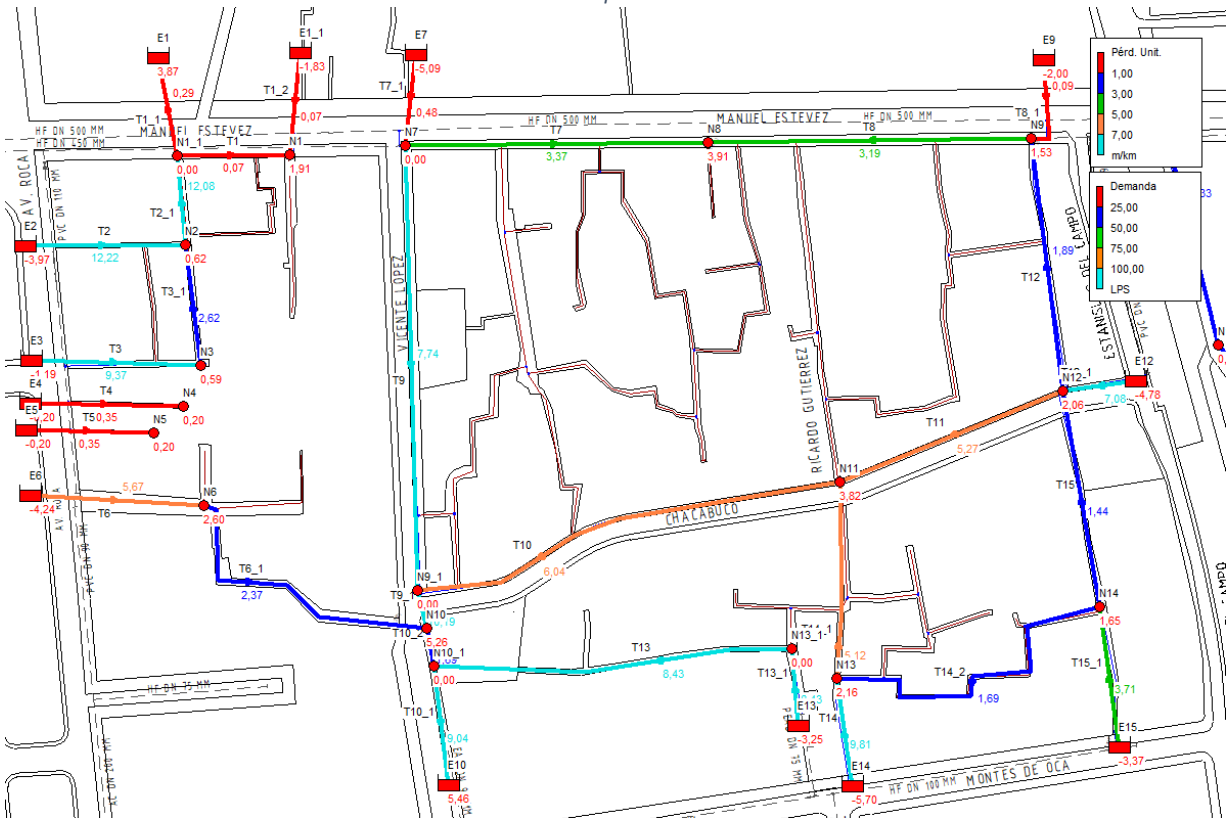 E1
E1_1
E7
E9
3,87
-1,83
-5,09
-2,00
0,09
Pérd. Unit.
1,00
3,00
5,00
7,00
m/km
0,29
T1_2
T7_1
T8_1
T1_1
0,07
0,48
HF DN 500 MM
MANUEL ESTEVEZ
HF DN 500 MM
MANUEL ESTEVEZ
HF DN 500 MM
HF DN 450 MM
N1_1
T1
N1
N7
T7
N8
T8
N9
0,00
0,07
1,91
0,00
3,37
3,91
3,19
1,53
AV. ROCA
PVC DN 110 MM
12,08
T2_1
E2
T2
N2
-3,97
12,22
0,62
Demanda
25,00
50,00
75,00
100,00
LPS
T3_1
2,62
VICENTE LOPEZ
7,74
T9
1,89
T12
E3
T3
N3
-1,19
9,37
0,59
E4
T4
N4
0,35
0,20
E5
T5
N5
-0,20
0,35
0,20
RICARDO GUTIERREZ
N12
E12
2,06
7,08
-4,78
T11
5,27
E6
5,67
N6
-4,24
T6
2,60
PVC DN 90 MM
N11
3,82
CHACABUCO
T10
6,04
T15
1,44
T6_1
2,37
N9_1
T9_
0,00
N10
T10_2
5,26
N10_1
0,00
T13
8,43
N13_1
0,00
T13_1
5,12
N13
2,16
T14_2
1,69
N14
1,65
T15_1
3,71
HF DN 75 MM
T10_1
9,04
E10
5,46
E13
-3,25
T14
9,81
E14
-5,70
E15
-3,37
HF DN 100 MM
MONTES DE OCA